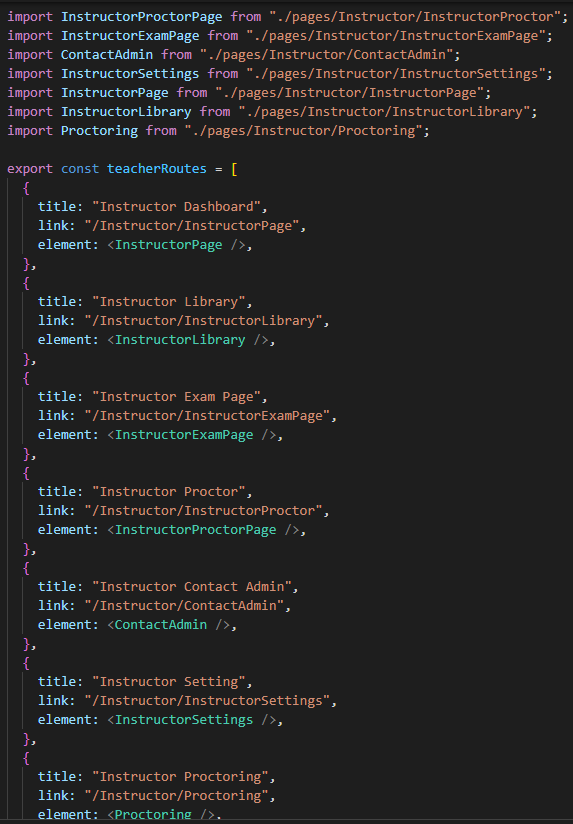 import InstructorProctorPage from "./pages/Instructor/InstructorProctor";
import InstructorExamPage from "./pages/Instructor/InstructorExamPage";
import ContactAdmin from "./pages/Instructor/ContactAdmin";
import InstructorSettings from "./pages/Instructor/InstructorSettings";
import InstructorPage from "./pages/Instructor/InstructorPage";
import InstructorLibrary from "./pages/Instructor/InstructorLibrary";
import Proctoring from "./pages/Instructor/Proctoring";

export const teacherRoutes = [
  {
    title: "Instructor Dashboard",
    link: "/Instructor/InstructorPage",
    element: <InstructorPage />,
  },
  {
    title: "Instructor Library",
    link: "/Instructor/InstructorLibrary",
    element: <InstructorLibrary />,
  },
  {
    title: "Instructor Exam Page",
    link: "/Instructor/InstructorExamPage",
    element: <InstructorExamPage />,
  },
  {
    title: "Instructor Proctor",
    link: "/Instructor/InstructorProctor",
    element: <InstructorProctorPage />,
  },
  {
    title: "Instructor Contact Admin",
    link: "/Instructor/ContactAdmin",
    element: <ContactAdmin />,
  },
  {
    title: "Instructor Setting",
    link: "/Instructor/InstructorSettings",
    element: <InstructorSettings />,
  },
  {
    title: "Instructor Proctoring",
    link: "/Instructor/Proctoring",
    element: <Proctoring />,